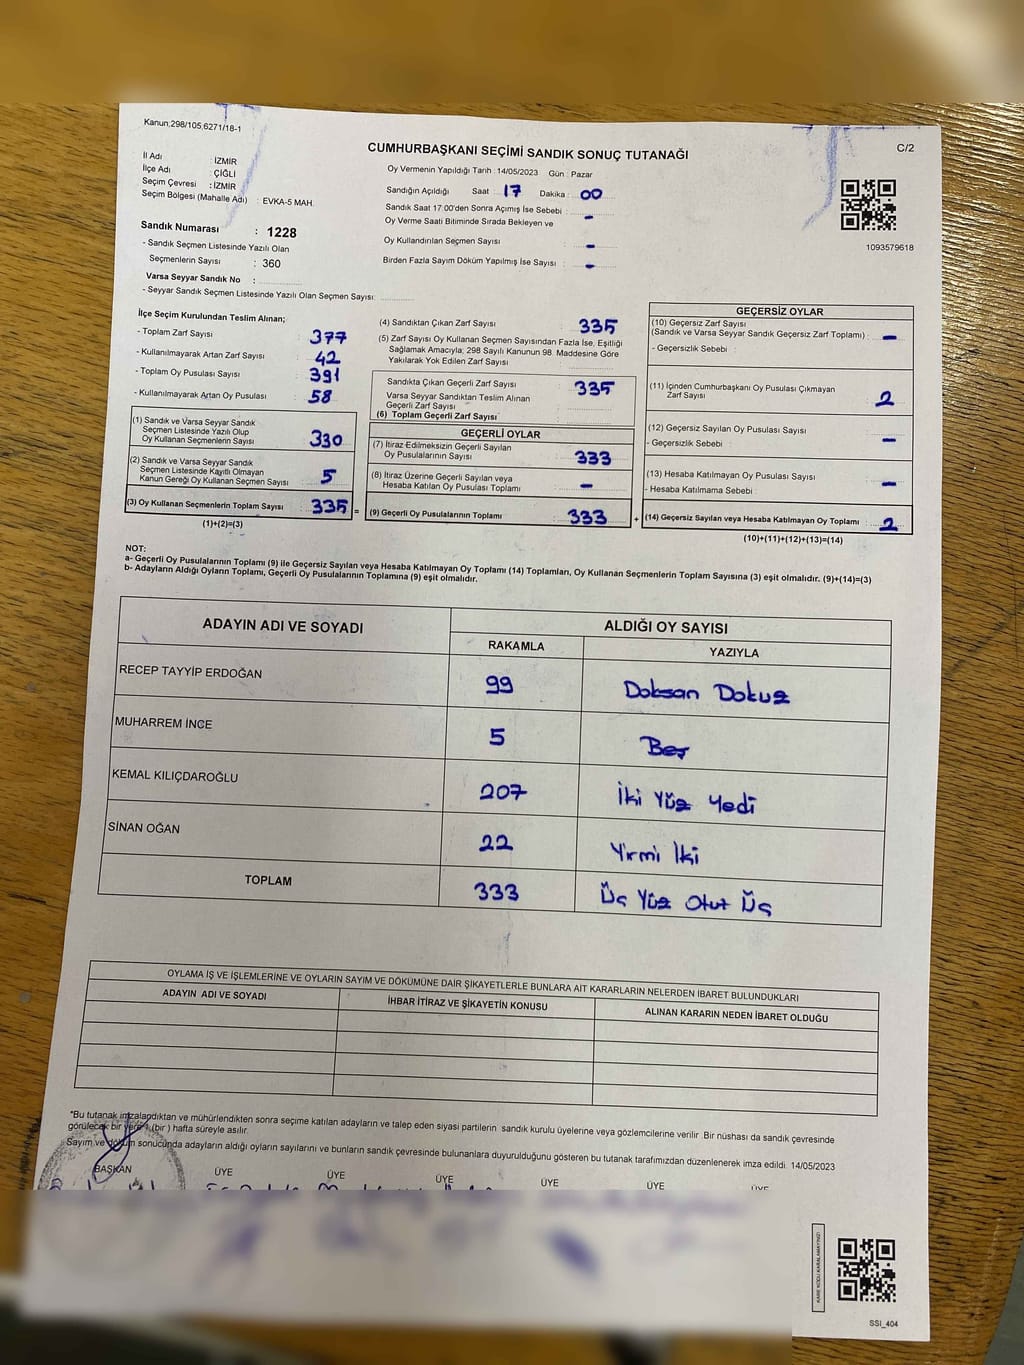 Kanun;298/105,6271/18-1
CUMHURBAŞKANI SEÇİMİ SANDIK SONUÇ TUTANAĞI
C/2
İl Adı : İZMİR
İlçe Adı : ÇİĞLİ
Seçim Çevresi : İZMİR
Seçim Bölgesi (Mahalle Adı) : EVKA-5 MAH.
Oy Vermenin Yapıldığı Tarih : 14/05/2023 Gün : Pazar
Sandığın Açıldığı Saat : 17 Dakika : 00
Sandık Saat 17:00'den Sonra Açımış İse Sebebi :
Oy Verme Saati Bitiminde Sırada Bekleyen ve -
Oy Kullandırılan Seçmen Sayısı : -
Birden Fazla Sayım Döküm Yapılmış İse Sayısı : -
1093579618
Sandık Numarası : 1228
- Sandık Seçmen Listesinde Yazılı Olan
Seçmenlerin Sayısı : 360
Varsa Seyyar Sandık No :
- Seyyar Sandık Seçmen Listesinde Yazılı Olan Seçmen Sayısı:
İlçe Seçim Kurulundan Teslim Alınan;
- Toplam Zarf Sayısı 377
- Kullanılmayarak Artan Zarf Sayısı : 42
- Toplam Oy Pusulası Sayısı : 391
- Kullanılmayarak Artan Oy Pusulası : 58
(1) Sandık ve Varsa Seyyar Sandık
Seçmen Listesinde Yazılı Olup
Oy Kullanan Seçmenlerin Sayısı : 330
(2) Sandık ve Varsa Seyyar Sandık
Seçmen Listesinde Kayıtlı Olmayan
Kanun Gereği Oy Kullanan Seçmen Sayısı : 5
(3) Oy Kullanan Seçmenlerin Toplam Sayısı : 335 =
(1)+(2)=(3)
(4) Sandıktan Çıkan Zarf Sayısı : 335
(5) Zarf Sayısı Oy Kullanan Seçmen Sayısından Fazla İse, Eşitliği
Sağlamak Amacıyla; 298 Sayılı Kanunun 98. Maddesine Göre
Yakılarak Yok Edilen Zarf Sayısı :
Sandıkta Çıkan Geçerli Zarf Sayısı : 335
Varsa Seyyar Sandıktan Teslim Alınan
Geçerli Zarf Sayısı :
(6) Toplam Geçerli Zarf Sayısı :
GEÇERLİ OYLAR
(7) İtiraz Edilmeksizin Geçerli Sayılan
Oy Pusulalarının Sayısı : 333
(8) İtiraz Üzerine Geçerli Sayılan veya
Hesaba Katılan Oy Pusulası Toplamı : -
(9) Geçerli Oy Pusulalarının Toplamı : 333 +
GEÇERSİZ OYLAR
(10) Geçersiz Zarf Sayısı
(Sandık ve Varsa Seyyar Sandık Geçersiz Zarf Toplamı) : -
- Geçersizlik Sebebi :
(11) İçinden Cumhurbaşkanı Oy Pusulası Çıkmayan
Zarf Sayısı : 2
(12) Geçersiz Sayılan Oy Pusulası Sayısı : -
- Geçersizlik Sebebi :
(13) Hesaba Katılmayan Oy Pusulası Sayısı : -
- Hesaba Katılmama Sebebi :
(14) Geçersiz Sayılan veya Hesaba Katılmayan Oy Toplamı : 2
(10)+(11)+(12)+(13)=(14)
NOT:
a- Geçerli Oy Pusulalarının Toplamı (9) ile Geçersiz Sayılan veya Hesaba Katılmayan Oy Toplamı (14) Toplamları, Oy Kullanan Seçmenlerin Toplam Sayısına (3) eşit olmalıdır. (9)+(14)=(3)
b- Adayların Aldığı Oyların Toplamı, Geçerli Oy Pusulalarının Toplamına (9) eşit olmalıdır.
ADAYIN ADI VE SOYADI ALDIĞI OY SAYISI
RAKAMLA YAZIYLA
RECEP TAYYİP ERDOĞAN 99 Doksan Dokuz
MUHARREM İNCE 5 Beş
KEMAL KILIÇDAROĞLU 207 İki Yüz Yedi
SİNAN OĞAN 22 Yirmi İki
TOPLAM 333 Üç Yüz Otuz Üç
OYLAMA İŞ VE İŞLEMLERİNE VE OYLARIN SAYIM VE DÖKÜMÜNE DAİR ŞİKAYETLERLE BUNLARA AİT KARARLARIN NELERDEN İBARET BULUNDUKLARI
ADAYIN ADI VE SOYADI İHBAR İTİRAZ VE ŞİKAYETİN KONUSU ALINAN KARARIN NEDEN İBARET OLDUĞU
*Bu tutanak imzalandıktan ve mühürlendikten sonra seçime katılan adayların ve talep eden siyasi partilerin sandık kurulu üyelerine veya gözlemcilerine verilir .Bir nüshası da sandık çevresinde
görülecek bir yere 1 (bir ) hafta süreyle asılır.
Sayım ve döküm sonucunda adayların aldığı oyların sayılarını ve bunların sandık çevresinde bulunanlara duyurulduğunu gösteren bu tutanak tarafımızdan düzenlenerek imza edildi. 14/05/2023
BAŞKAN ÜYE ÜYE ÜYE ÜYE ÜYE ÜYE
KARE KODU KARALAMAYINIZ!
SSI_404